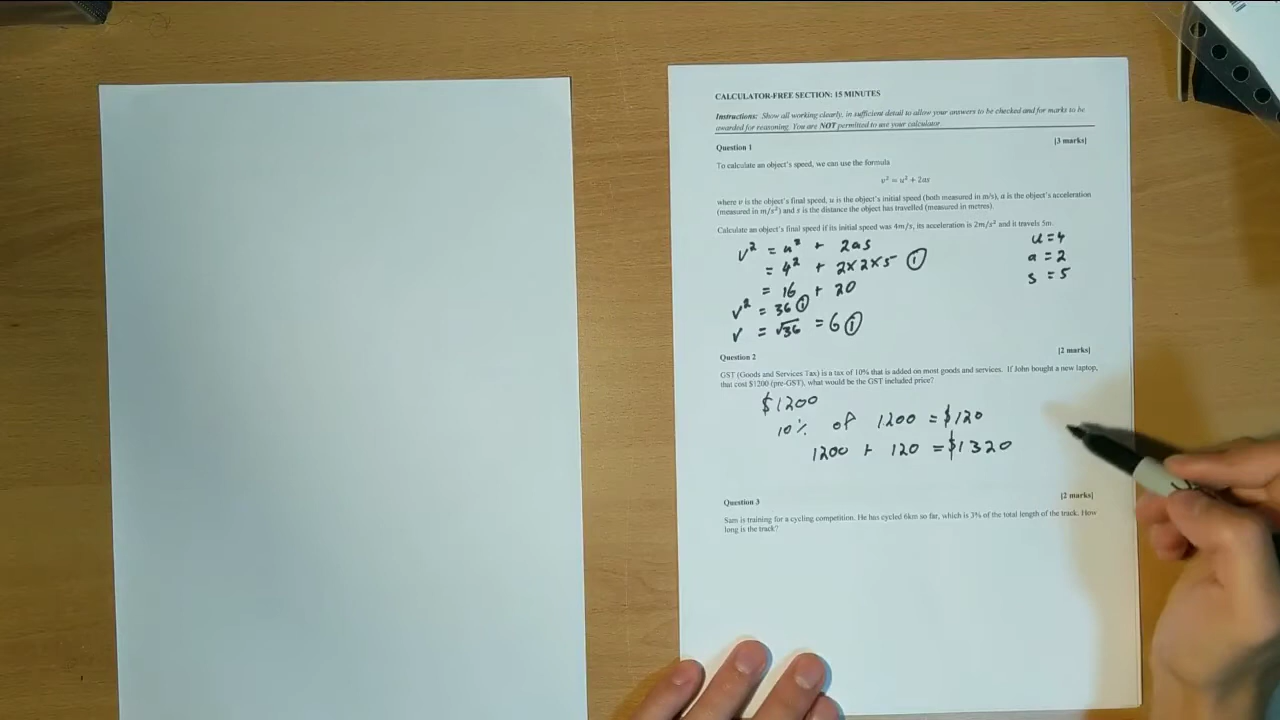 CALCULATOR-FREE SECTION: 15 MINUTES
Instructions: Show all working clearly, in sufficient detail to allow your answers to be checked and for marks to be
awarded for reasoning. You are NOT permitted to use your calculator.
Question 1 [3 marks]
To calculate an object's speed, we can use the formula
v² = u² + 2as
where v is the object's final speed, u is the object's initial speed (both measured in m/s), a is the object's acceleration
(measured in m/s²) and s is the distance the object has travelled (measured in metres).
Calculate an object's final speed if its initial speed was 4m/s, its acceleration is 2m/s² and it travels 5m.
v² = u² + 2as
= 4² + 2×2×5 ①
= 16 + 20
v² = 36 ①
v = √36 = 6 ①
u = 4
a = 2
s = 5
Question 2 [2 marks]
GST (Goods and Services Tax) is a tax of 10% that is added on most goods and services. If John bought a new laptop,
that cost $1200 (pre-GST), what would be the GST included price?
$1200
10% of 1200 = $120
1200 + 120 = $1320
Question 3 [2 marks]
Sam is training for a cycling competition. He has cycled 6km so far, which is 3% of the total length of the track. How
long is the track?